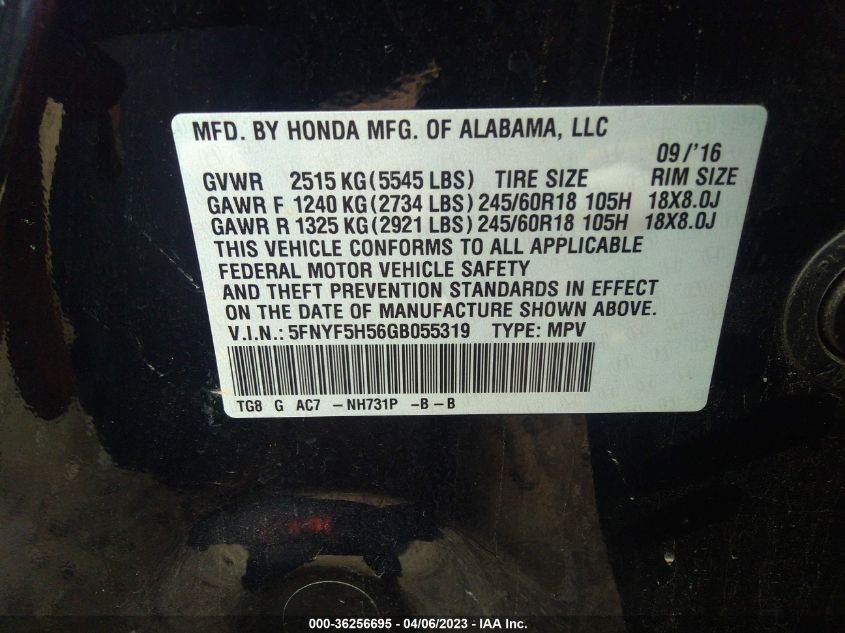 MFD. BY HONDA MFG. OF ALABAMA, LLC
09/'16
GVWR 2515 KG (5545 LBS) TIRE SIZE RIM SIZE
GAWR F 1240 KG (2734 LBS) 245/60R18 105H 18X8.0J
GAWR R 1325 KG (2921 LBS) 245/60R18 105H 18X8.0J
THIS VEHICLE CONFORMS TO ALL APPLICABLE
FEDERAL MOTOR VEHICLE SAFETY
AND THEFT PREVENTION STANDARDS IN EFFECT
ON THE DATE OF MANUFACTURE SHOWN ABOVE.
V.I.N.: 5FNYF5H56GB055319 TYPE: MPV
TG8 G AC7 -NH731P -B-B
000-36256695 - 04/06/2023 - IAA Inc.